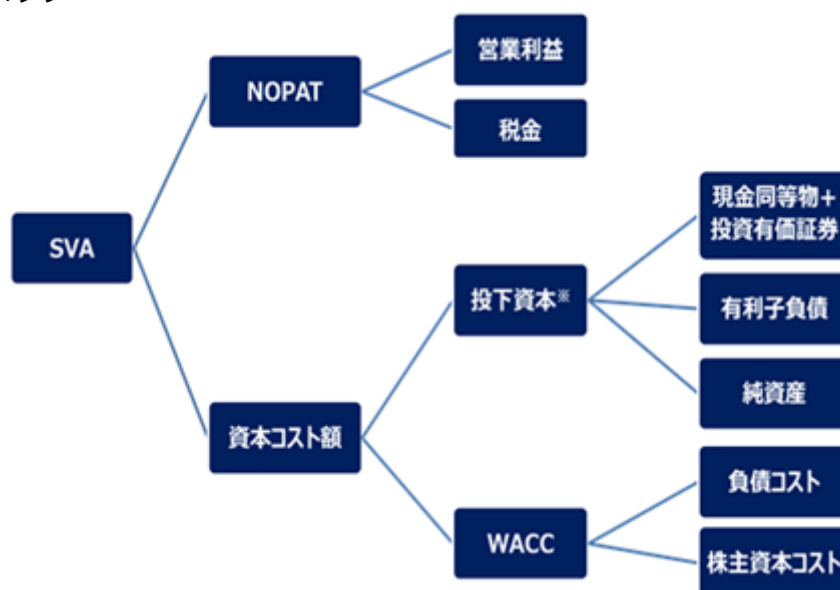 営業利益
NOPAT
税金
現金同等物+
投資有価証券
SVA
投下資本※
有利子負債
純資産
資本コスト額
負債コスト
WACC
株主資本コスト